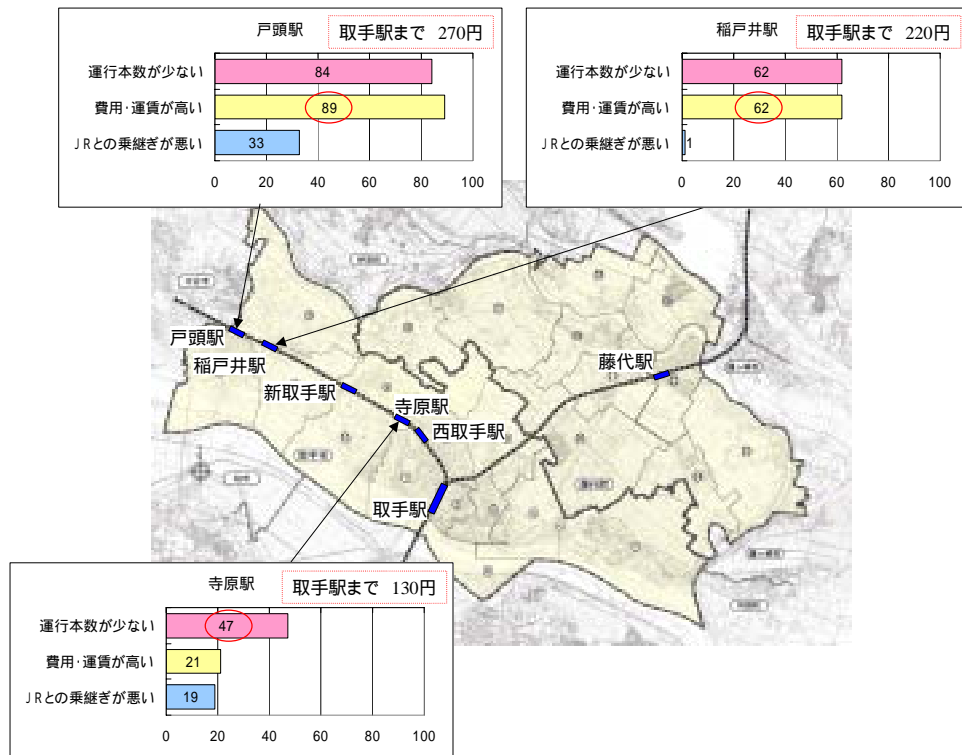 戸頭駅
取手駅まで 270円
運行本数が少ない
84
費用・運賃が高い
89
JRとの乗継ぎが悪い
33
0 20 40 60 80 100
稲戸井駅
取手駅まで 220円
運行本数が少ない
62
費用・運賃が高い
62
JRとの乗継ぎが悪い
1
0 20 40 60 80 100
戸頭駅
稲戸井駅
新取手駅
寺原駅
西取手駅
取手駅
藤代駅
寺原駅
取手駅まで 130円
運行本数が少ない
47
費用・運賃が高い
21
JRとの乗継ぎが悪い
19
0 20 40 60 80 100